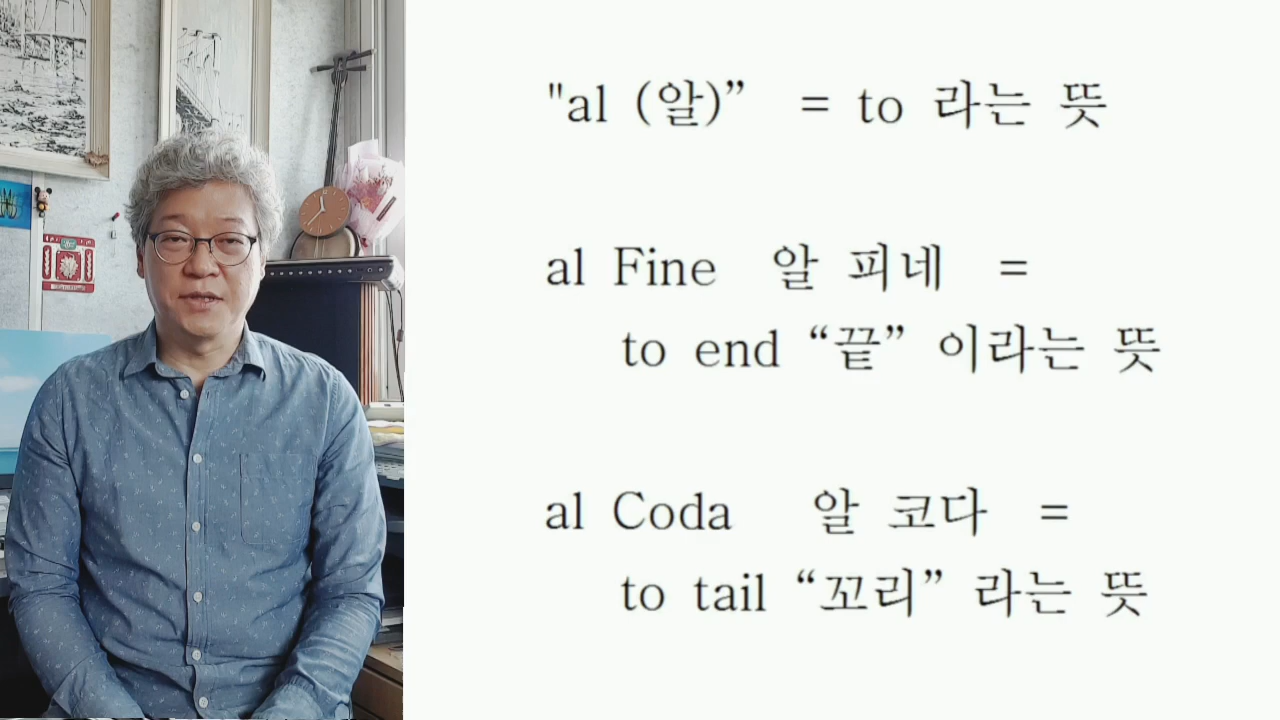 "al (알)” = to 라는 뜻
al Fine 알 피네 =
to end “끝” 이라는 뜻
al Coda 알 코다 =
to tail “꼬리” 라는 뜻